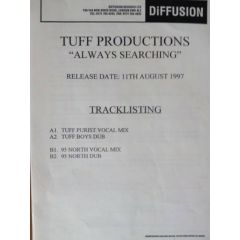 DiFFUSION
TUFF PRODUCTIONS
"ALWAYS SEARCHING"
RELEASE DATE: 11TH AUGUST 1997
TRACKLISTING
A1. TUFF PURIST VOCAL MIX
A2. TUFF BOYS DUB
B1. 95 NORTH VOCAL MIX
B2. 95 NORTH DUB